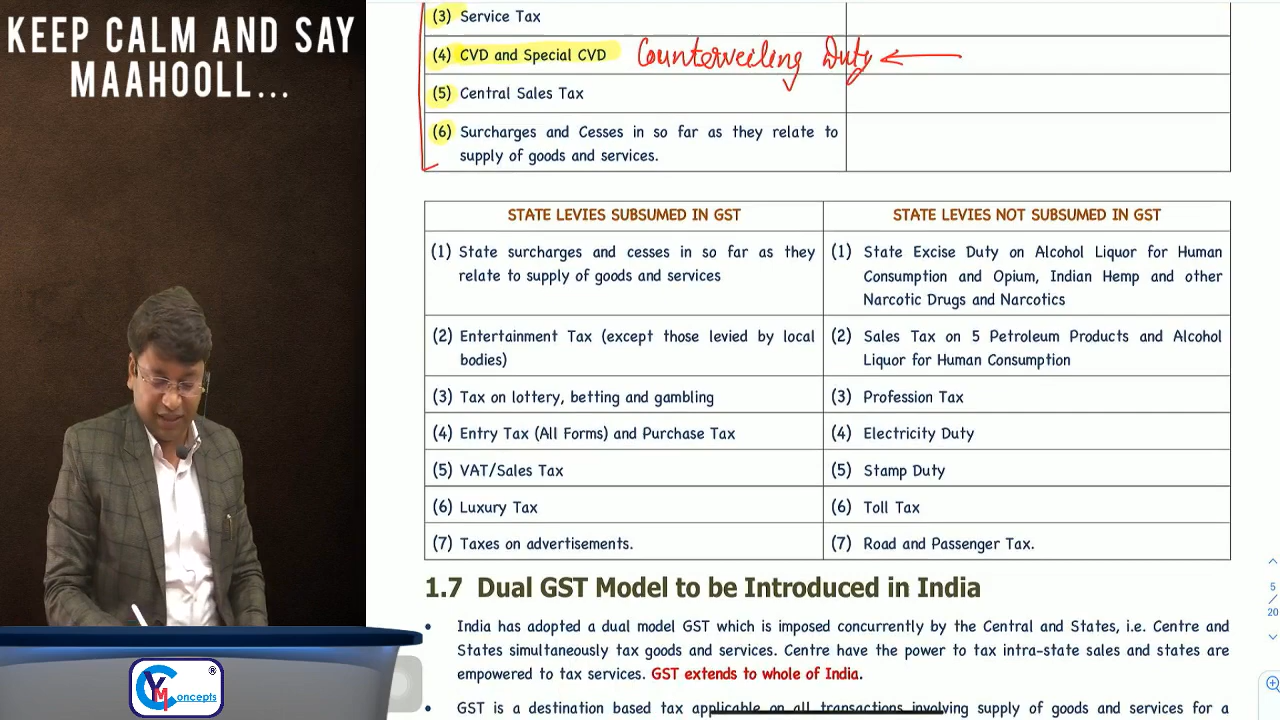 KEEP CALM AND SAY
MAAHOOLL...
(3) Service Tax
(4) CVD and Special CVD Counterveiling Duty
(5) Central Sales Tax
(6) Surcharges and Cesses in so far as they relate to
supply of goods and services.
STATE LEVIES SUBSUMED IN GST
STATE LEVIES NOT SUBSUMED IN GST
(1) State surcharges and cesses in so far as they
relate to supply of goods and services
(1) State Excise Duty on Alcohol Liquor for Human
Consumption and Opium, Indian Hemp and other
Narcotic Drugs and Narcotics
(2) Entertainment Tax (except those levied by local
bodies)
(2) Sales Tax on 5 Petroleum Products and Alcohol
Liquor for Human Consumption
(3) Tax on lottery, betting and gambling
(3) Profession Tax
(4) Entry Tax (All Forms) and Purchase Tax
(4) Electricity Duty
(5) VAT/Sales Tax
(5) Stamp Duty
(6) Luxury Tax
(6) Toll Tax
(7) Taxes on advertisements.
(7) Road and Passenger Tax.
1.7 Dual GST Model to be Introduced in India
• India has adopted a dual model GST which is imposed concurrently by the Central and States, i.e. Centre and
States simultaneously tax goods and services. Centre have the power to tax intra-state sales and states are
empowered to tax services. GST extends to whole of India.
• GST is a destination based tax applicable on all transactions involving supply of goods and services for a
5
/
20
CYM
oncepts
®